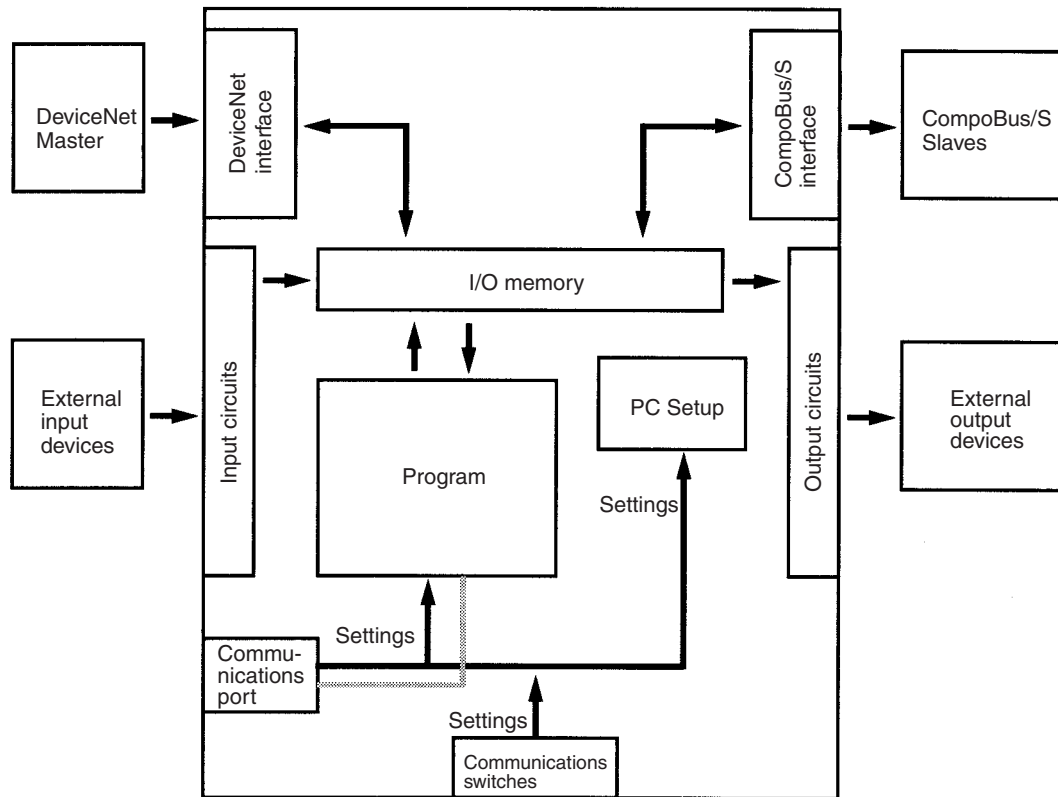 DeviceNet
Master
DeviceNet
interface
CompoBus/S
interface
CompoBus/S
Slaves
I/O memory
External
input
devices
Input circuits
Program
PC Setup
Output circuits
External
output
devices
Settings
Settings
Commu-
nications
port
Settings
Communications
switches